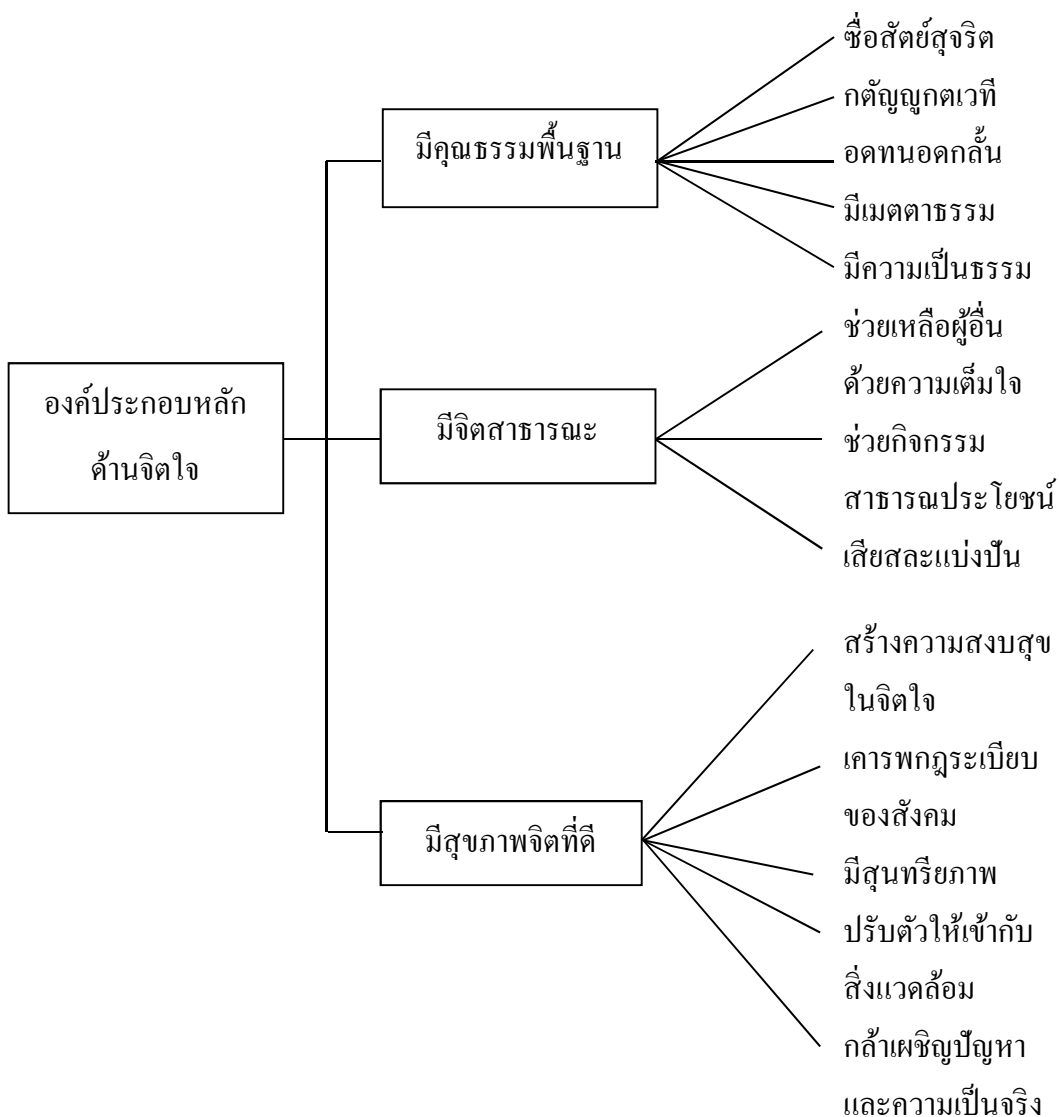 องค์ประกอบหลัก
ด้านจิตใจ
มีคุณธรรมพื้นฐาน
ซื่อสัตย์สุจริต
กตัญญูกตเวที
อดทนอดกลั้น
มีเมตตาธรรม
มีความเป็นธรรม
มีจิตสาธารณะ
ช่วยเหลือผู้อื่น
ด้วยความเต็มใจ
ช่วยกิจกรรม
สาธารณประโยชน์
เสียสละแบ่งปัน
มีสุขภาพจิตที่ดี
สร้างความสงบสุข
ในจิตใจ
เคารพกฎระเบียบ
ของสังคม
มีสุนทรียภาพ
ปรับตัวให้เข้ากับ
สิ่งแวดล้อม
กล้าเผชิญปัญหา
และความเป็นจริง